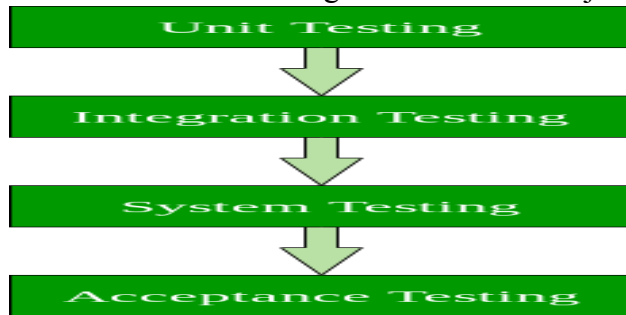 Unit Testing
Integration Testing
System Testing
Acceptance Testing